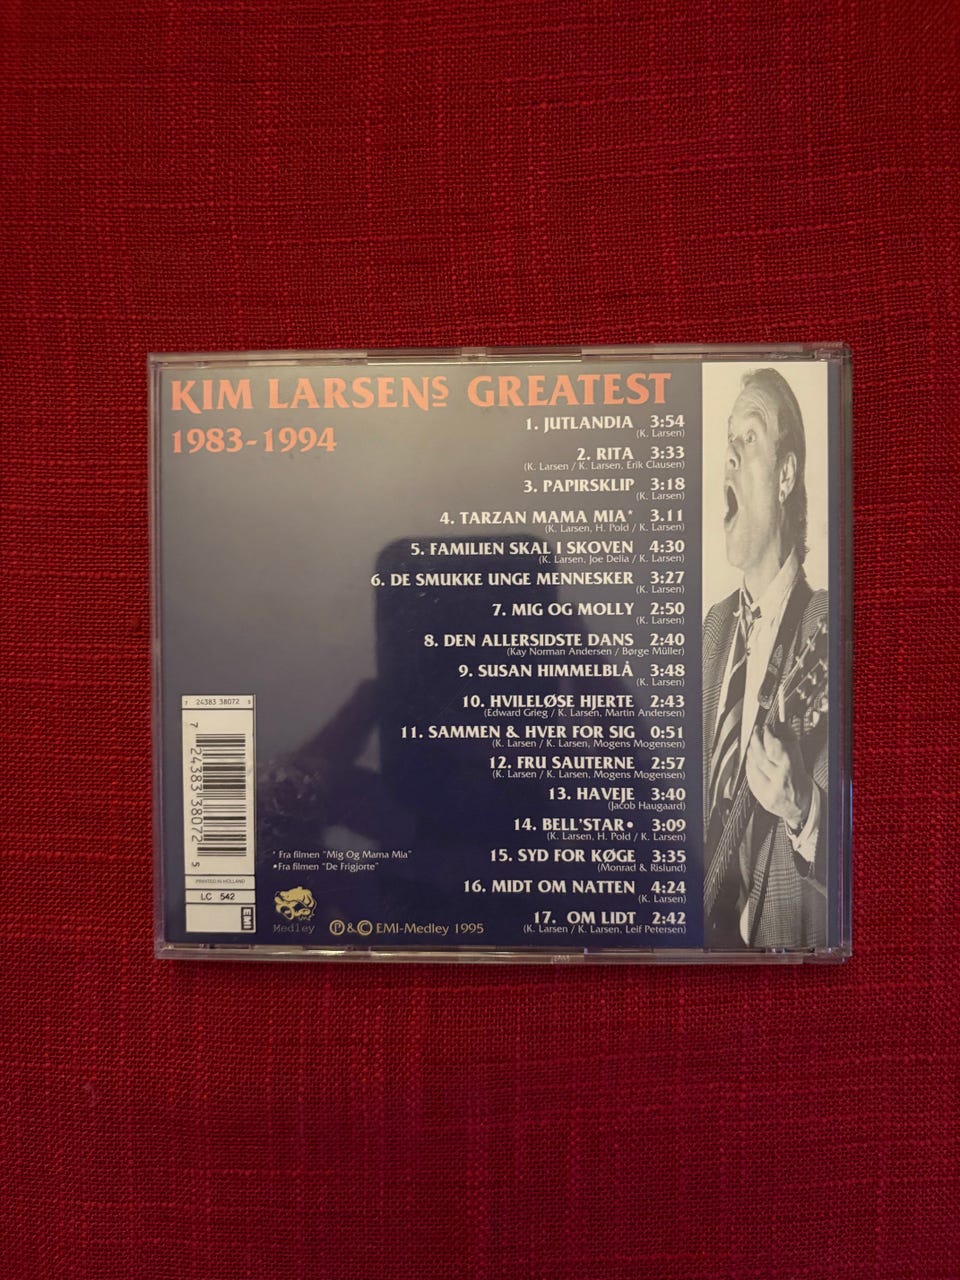 KIM LARSENS GREATEST
1983-1994
1. JUTLANDIA 3:54
(K. Larsen)
2. RITA 3:33
(K. Larsen / K. Larsen, Erik Clausen)
3. PAPIRSKLIP 3:18
(K. Larsen)
4. TARZAN MAMA MIA* 3.11
(K. Larsen, H. Pold / K. Larsen)
5. FAMILIEN SKAL I SKOVEN 4:30
(K. Larsen, Joe Delia / K. Larsen)
6. DE SMUKKE UNGE MENNESKER 3:27
(K. Larsen)
7. MIG OG MOLLY 2:50
(K. Larsen)
8. DEN ALLERSIDSTE DANS 2:40
(Kay Norman Andersen / Børge Müller)
9. SUSAN HIMMELBLÅ 3:48
(K. Larsen)
10. HVILELØSE HJERTE 2:43
(Edward Grieg / K. Larsen, Martin Andersen)
11. SAMMEN & HVER FOR SIG 0:51
(K. Larsen / K. Larsen, Mogens Mogensen)
12. FRU SAUTERNE 2:57
(K. Larsen / K. Larsen, Mogens Mogensen)
13. HAVEJE 3:40
(Jacob Haugaard)
14. BELL'STAR• 3:09
(K. Larsen, H. Pold / K. Larsen)
15. SYD FOR KØGE 3:35
(Monrad & Rislund)
16. MIDT OM NATTEN 4:24
(K. Larsen)
17. OM LIDT 2:42
(K. Larsen / K. Larsen, Leif Petersen)
* Fra filmen "Mig Og Mama Mia"
• Fra filmen "De Frigjorte"
Medley
Ⓟ & © EMI-Medley 1995
7 24383 38072 5
7 24383 38072 5
PRINTED IN HOLLAND
LC 542
EMI